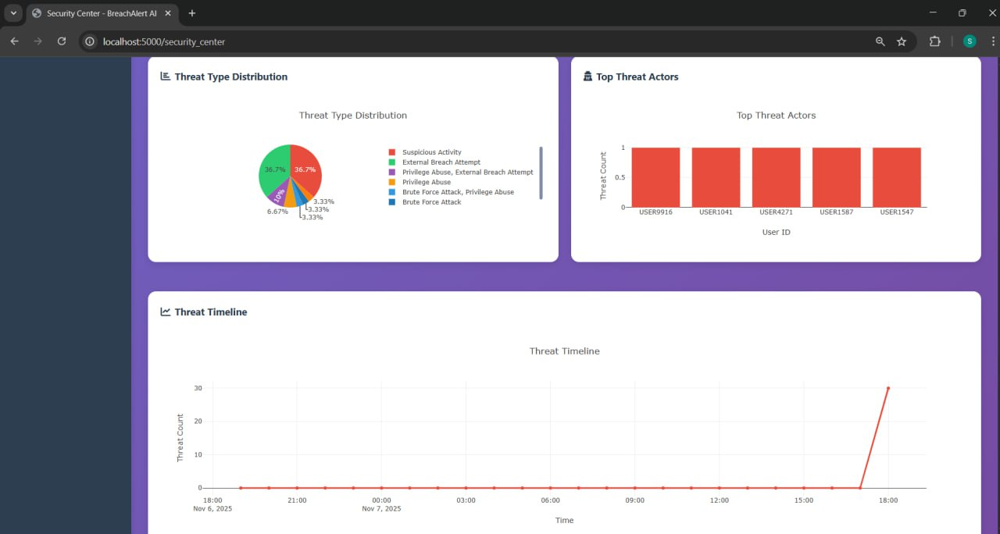 Security Center - BreachAlert AI
localhost:5000/security_center
S
Threat Type Distribution
Threat Type Distribution
36.7%
36.7%
10%
6.67%
3.33%
3.33%
3.33%
Suspicious Activity
External Breach Attempt
Privilege Abuse, External Breach Attempt
Privilege Abuse
Brute Force Attack, Privilege Abuse
Brute Force Attack
Top Threat Actors
Top Threat Actors
Threat Count
1
0.5
0
USER9916 USER1041 USER4271 USER1587 USER1547
User ID
Threat Timeline
Threat Timeline
Threat Count
30
20
10
0
18:00 21:00 00:00 03:00 06:00 09:00 12:00 15:00 18:00
Nov 6, 2025 Nov 7, 2025
Time